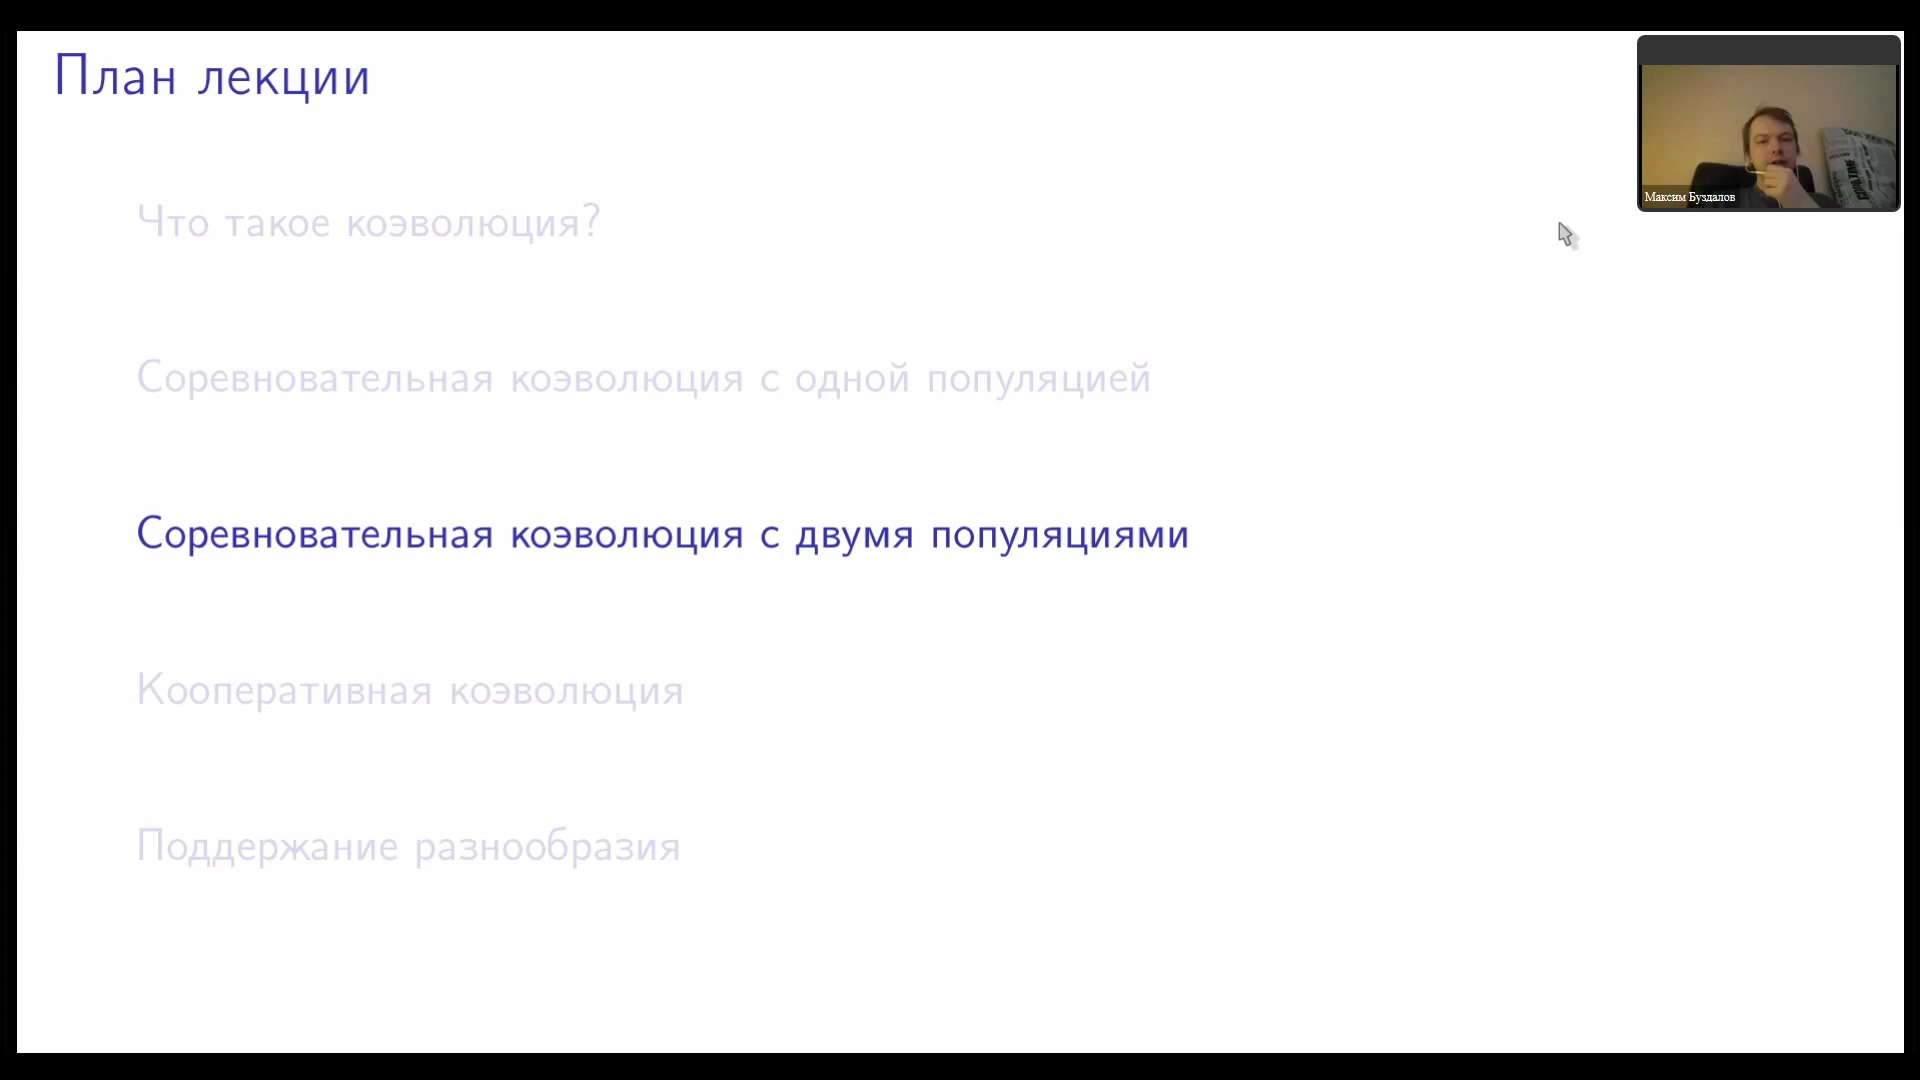 План лекции
Максим Буздалов
Что такое коэволюция?
Соревновательная коэволюция с одной популяцией
Соревновательная коэволюция с двумя популяциями
Кооперативная коэволюция
Поддержание разнообразия